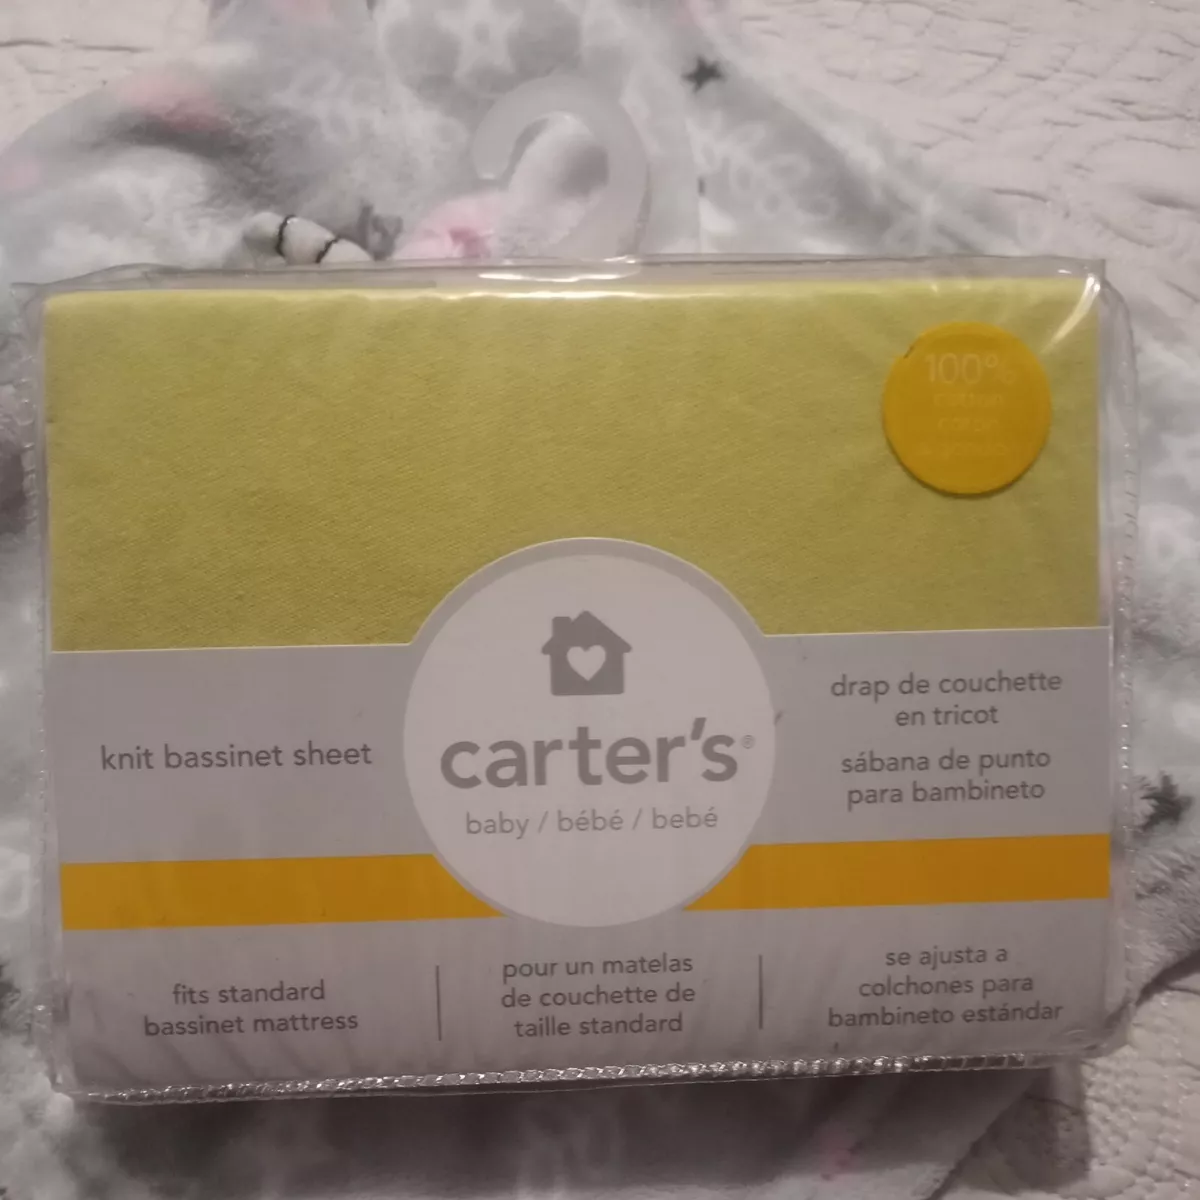 100%
cotton
knit bassinet sheet
carter's®
baby / bébé / bebé
drap de couchette
en tricot
sábana de punto
para bambineto
fits standard
bassinet mattress
pour un matelas
de couchette de
taille standard
se ajusta a
colchones para
bambineto estándar